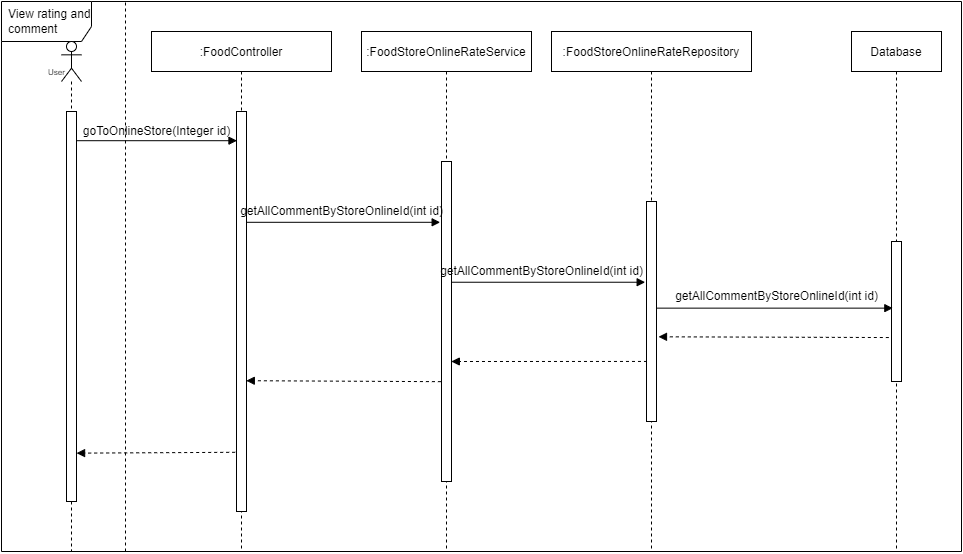 View rating and
comment
User
:FoodController
:FoodStoreOnlineRateService
:FoodStoreOnlineRateRepository
Database
goToOnlineStore(Integer id)
getAllCommentByStoreOnlineId(int id)
getAllCommentByStoreOnlineId(int id)
getAllCommentByStoreOnlineId(int id)